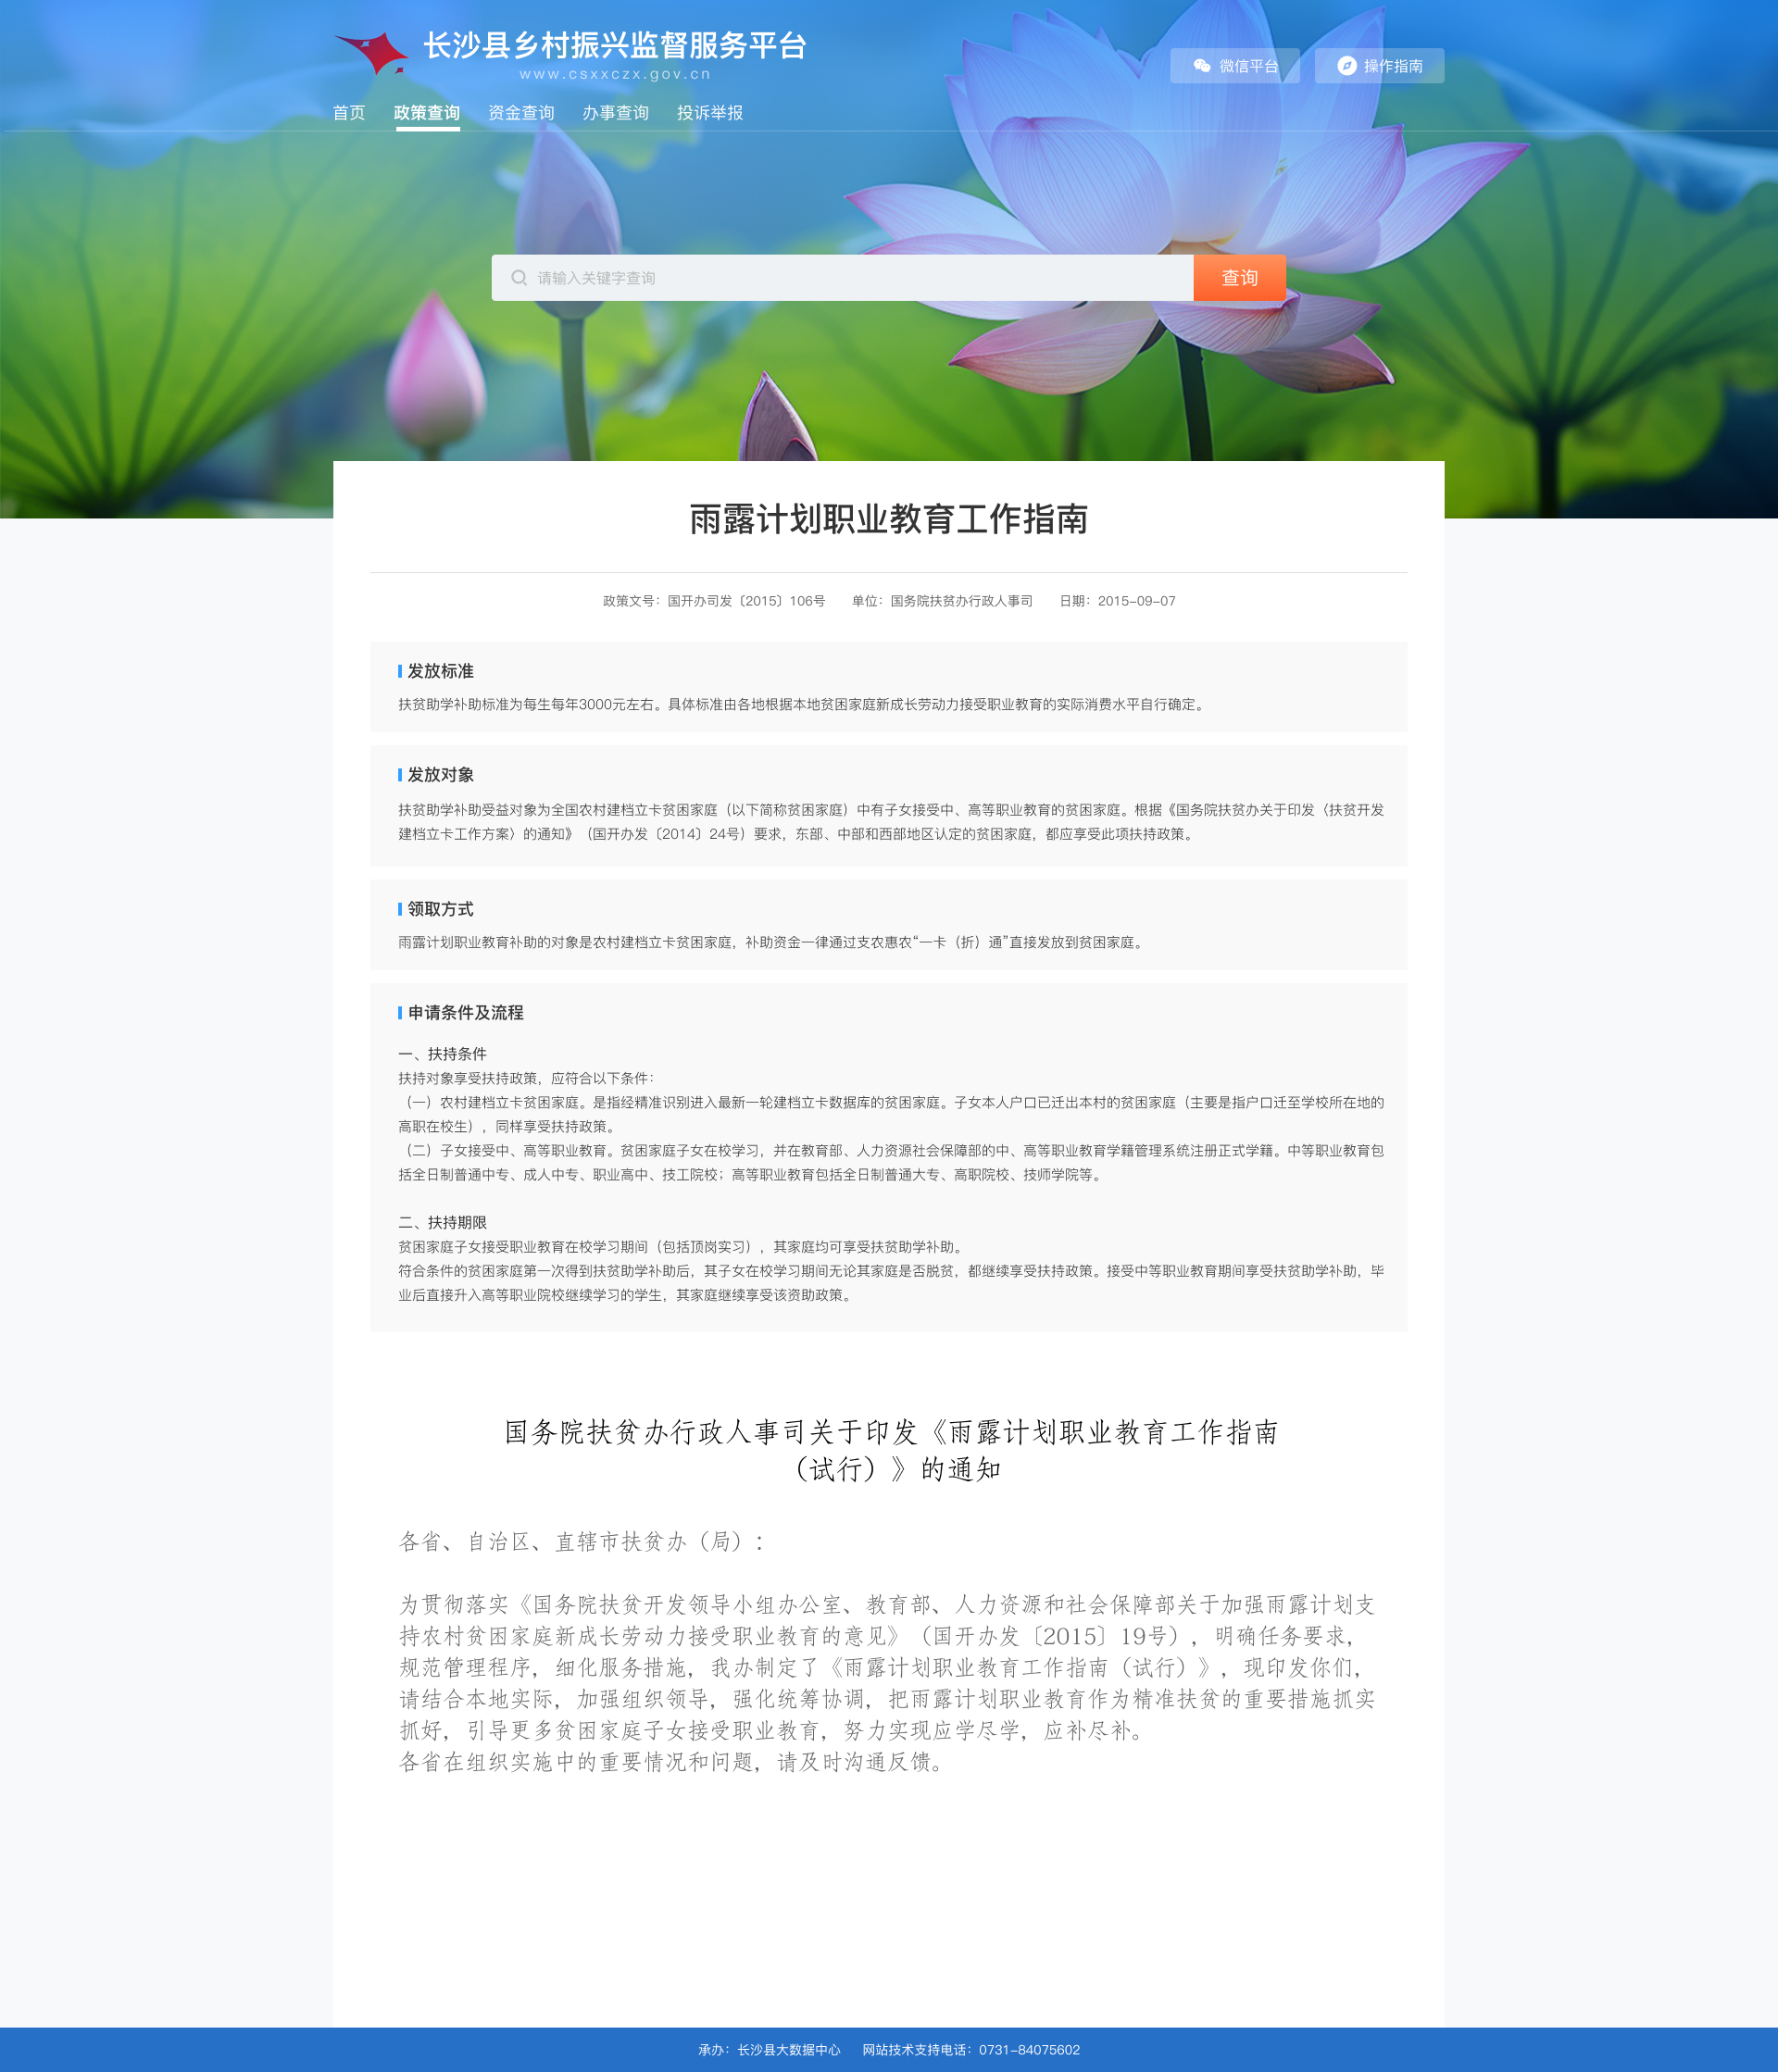 长沙县乡村振兴监督服务平台
www.csxxczx.gov.cn
微信平台 操作指南
首页 政策查询 资金查询 办事查询 投诉举报
请输入关键字查询 查询
雨露计划职业教育工作指南
政策文号：国开办司发〔2015〕106号 单位：国务院扶贫办行政人事司 日期：2015-09-07
发放标准
扶贫助学补助标准为每生每年3000元左右。具体标准由各地根据本地贫困家庭新成长劳动力接受职业教育的实际消费水平自行确定。
发放对象
扶贫助学补助受益对象为全国农村建档立卡贫困家庭（以下简称贫困家庭）中有子女接受中、高等职业教育的贫困家庭。根据《国务院扶贫办关于印发〈扶贫开发
建档立卡工作方案〉的通知》（国开办发〔2014〕24号）要求，东部、中部和西部地区认定的贫困家庭，都应享受此项扶持政策。
领取方式
雨露计划职业教育补助的对象是农村建档立卡贫困家庭，补助资金一律通过支农惠农“一卡（折）通”直接发放到贫困家庭。
申请条件及流程
一、扶持条件
扶持对象享受扶持政策，应符合以下条件：
（一）农村建档立卡贫困家庭。是指经精准识别进入最新一轮建档立卡数据库的贫困家庭。子女本人户口已迁出本村的贫困家庭（主要是指户口迁至学校所在地的
高职在校生），同样享受扶持政策。
（二）子女接受中、高等职业教育。贫困家庭子女在校学习，并在教育部、人力资源社会保障部的中、高等职业教育学籍管理系统注册正式学籍。中等职业教育包
括全日制普通中专、成人中专、职业高中、技工院校；高等职业教育包括全日制普通大专、高职院校、技师学院等。
二、扶持期限
贫困家庭子女接受职业教育在校学习期间（包括顶岗实习），其家庭均可享受扶贫助学补助。
符合条件的贫困家庭第一次得到扶贫助学补助后，其子女在校学习期间无论其家庭是否脱贫，都继续享受扶持政策。接受中等职业教育期间享受扶贫助学补助，毕
业后直接升入高等职业院校继续学习的学生，其家庭继续享受该资助政策。
国务院扶贫办行政人事司关于印发《雨露计划职业教育工作指南
（试行）》的通知
各省、自治区、直辖市扶贫办（局）：
为贯彻落实《国务院扶贫开发领导小组办公室、教育部、人力资源和社会保障部关于加强雨露计划支
持农村贫困家庭新成长劳动力接受职业教育的意见》（国开办发〔2015〕19号），明确任务要求，
规范管理程序，细化服务措施，我办制定了《雨露计划职业教育工作指南（试行）》，现印发你们，
请结合本地实际，加强组织领导，强化统筹协调，把雨露计划职业教育作为精准扶贫的重要措施抓实
抓好，引导更多贫困家庭子女接受职业教育，努力实现应学尽学，应补尽补。
各省在组织实施中的重要情况和问题，请及时沟通反馈。
承办：长沙县大数据中心 网站技术支持电话：0731-84075602